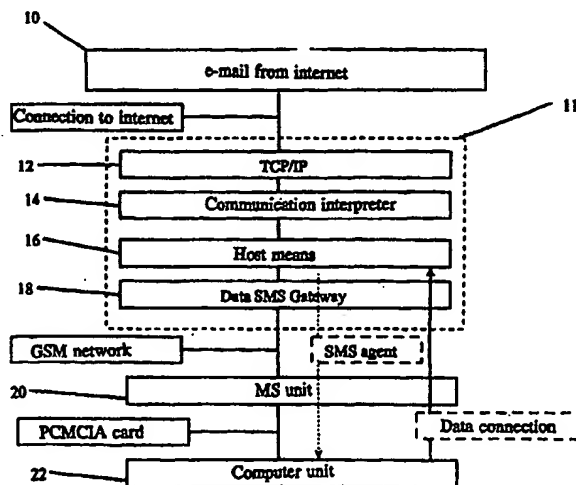 10
e-mail from internet
Connection to internet
11
12
TCP/IP
14
Communication interpreter
16
Host means
18
Data SMS Gateway
GSM network
SMS agent
20
MS unit
PCMCIA card
Data connection
22
Computer unit